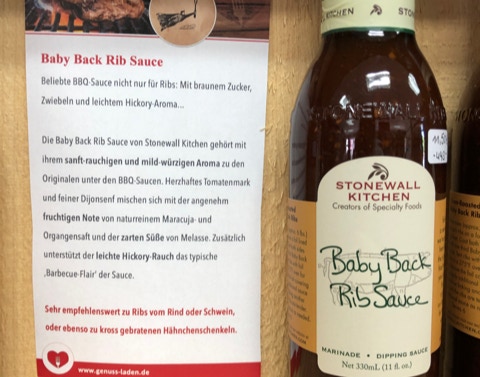 Baby Back Rib Sauce
Beliebte BBQ-Sauce nicht nur für Ribs: Mit braunem Zucker,
Zwiebeln und leichtem Hickory-Aroma...
Die Baby Back Rib Sauce von Stonewall Kitchen gehört mit
ihrem sanft-rauchigen und mild-würzigen Aroma zu den
Originalen unter den BBQ-Saucen. Herzhaftes Tomatenmark
und feiner Dijonsenf mischen sich mit der angenehm
fruchtigen Note von naturreinem Maracuja- und
Organgensaft und der zarten Süße von Melasse. Zusätzlich
unterstützt der leichte Hickory-Rauch das typische
‚Barbecue-Flair' der Sauce.
Sehr empfehlenswert zu Ribs vom Rind oder Schwein,
oder ebenso zu kross gebratenen Hähnchenschenkeln.
www.genuss-laden.de
KITCHEN STONEW
STONEWALL
KITCHEN
Creators of Specialty Foods
Baby Back
Rib Sauce
MARINADE • DIPPING SAUCE
Net 330mL (11 fl. oz.)